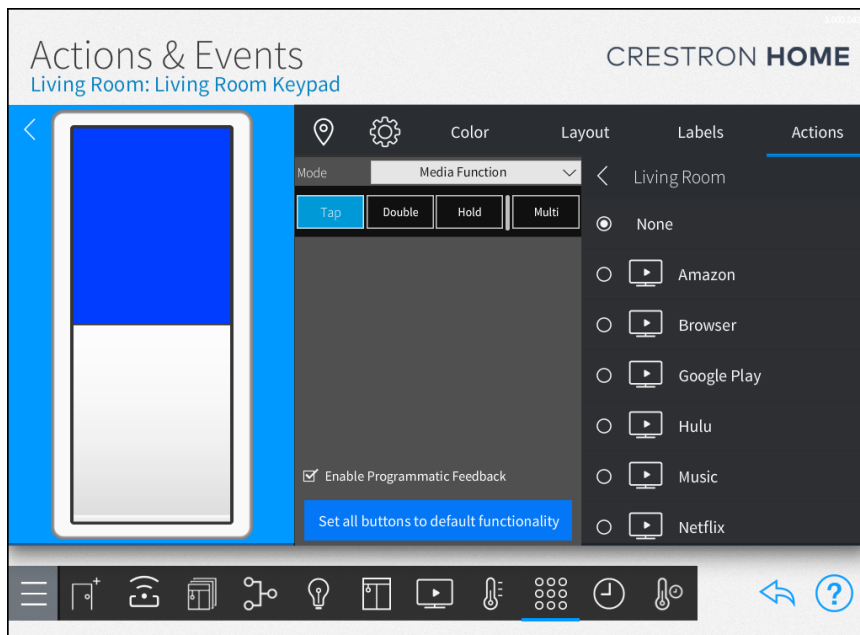 Actions & Events
CRESTRON HOME
Living Room: Living Room Keypad
Color
Layout
Labels
Actions
Mode
Media Function
Living Room
Tap
Double
Hold
Multi
None
Amazon
Browser
Google Play
Hulu
Enable Programmatic Feedback
Music
Set all buttons to default functionality
Netflix
?